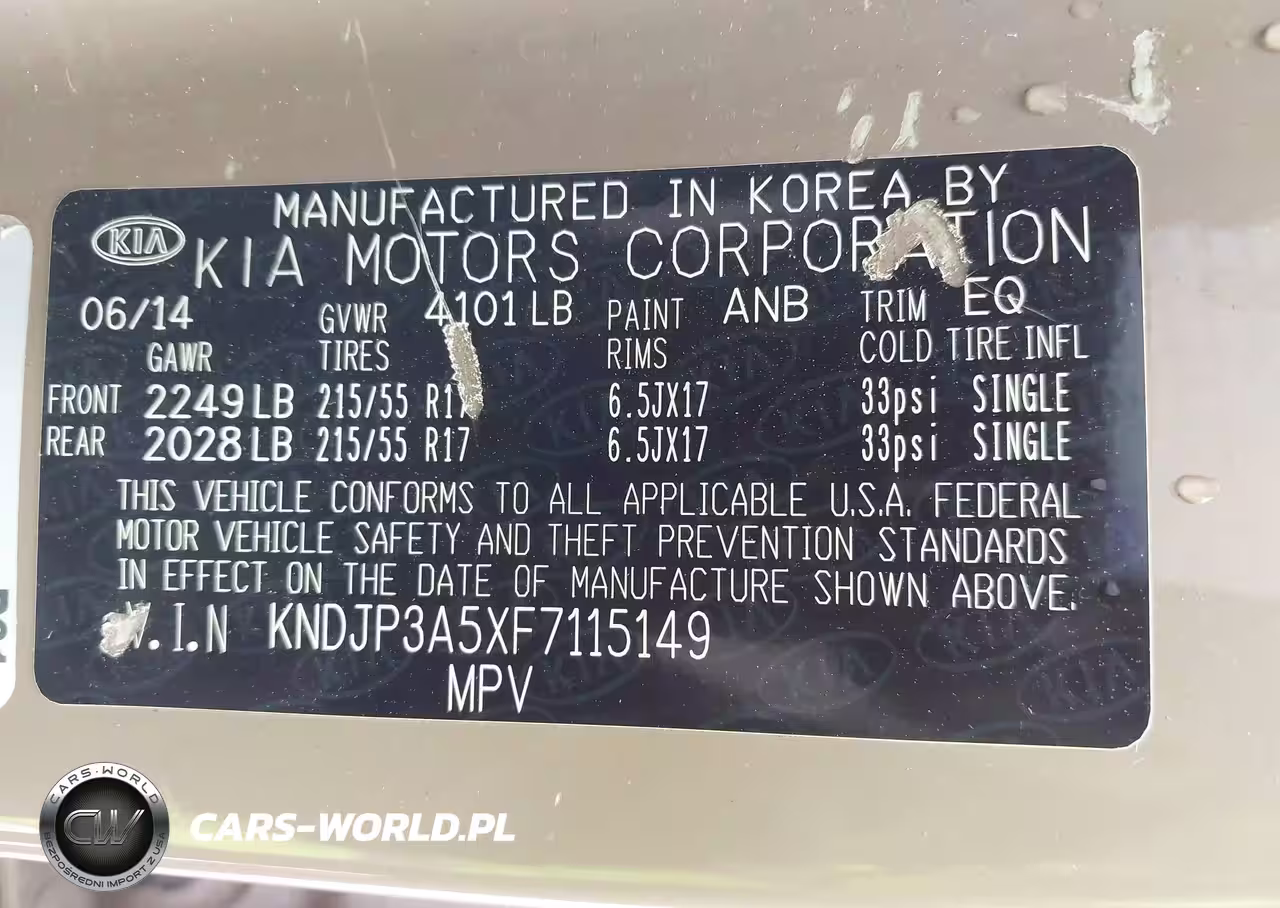 MANUFACTURED IN KOREA BY
KIA KIA MOTORS CORPORATION
06/14 GVWR 4101 LB PAINT ANB TRIM EQ
GAWR TIRES RIMS COLD TIRE INFL
FRONT 2249 LB 215/55 R17 6.5JX17 33psi SINGLE
REAR 2028 LB 215/55 R17 6.5JX17 33psi SINGLE
THIS VEHICLE CONFORMS TO ALL APPLICABLE U.S.A. FEDERAL
MOTOR VEHICLE SAFETY AND THEFT PREVENTION STANDARDS
IN EFFECT ON THE DATE OF MANUFACTURE SHOWN ABOVE.
V.I.N KNDJP3A5XF7115149
MPV
CARS-WORLD
CW
BEZPOŚREDNI IMPORT Z USA
CARS-WORLD.PL